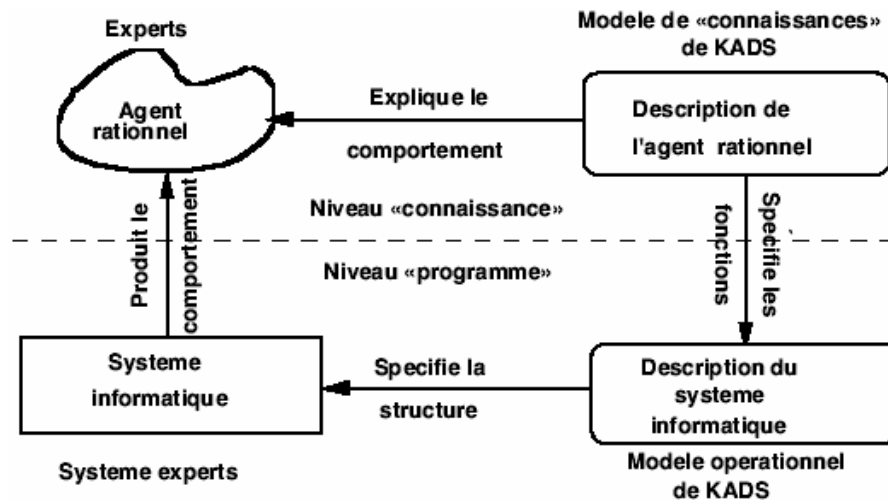 Experts
Modele de «connaissances»
de KADS
Agent
rationnel
Explique le
comportement
Description de
l'agent rationnel
Produit le
comportement
Niveau «connaissance»
Specifie les
fonctions
Niveau «programme»
Systeme
informatique
Specifie la
structure
Description du
systeme
informatique
Systeme experts
Modele operationnel
de KADS